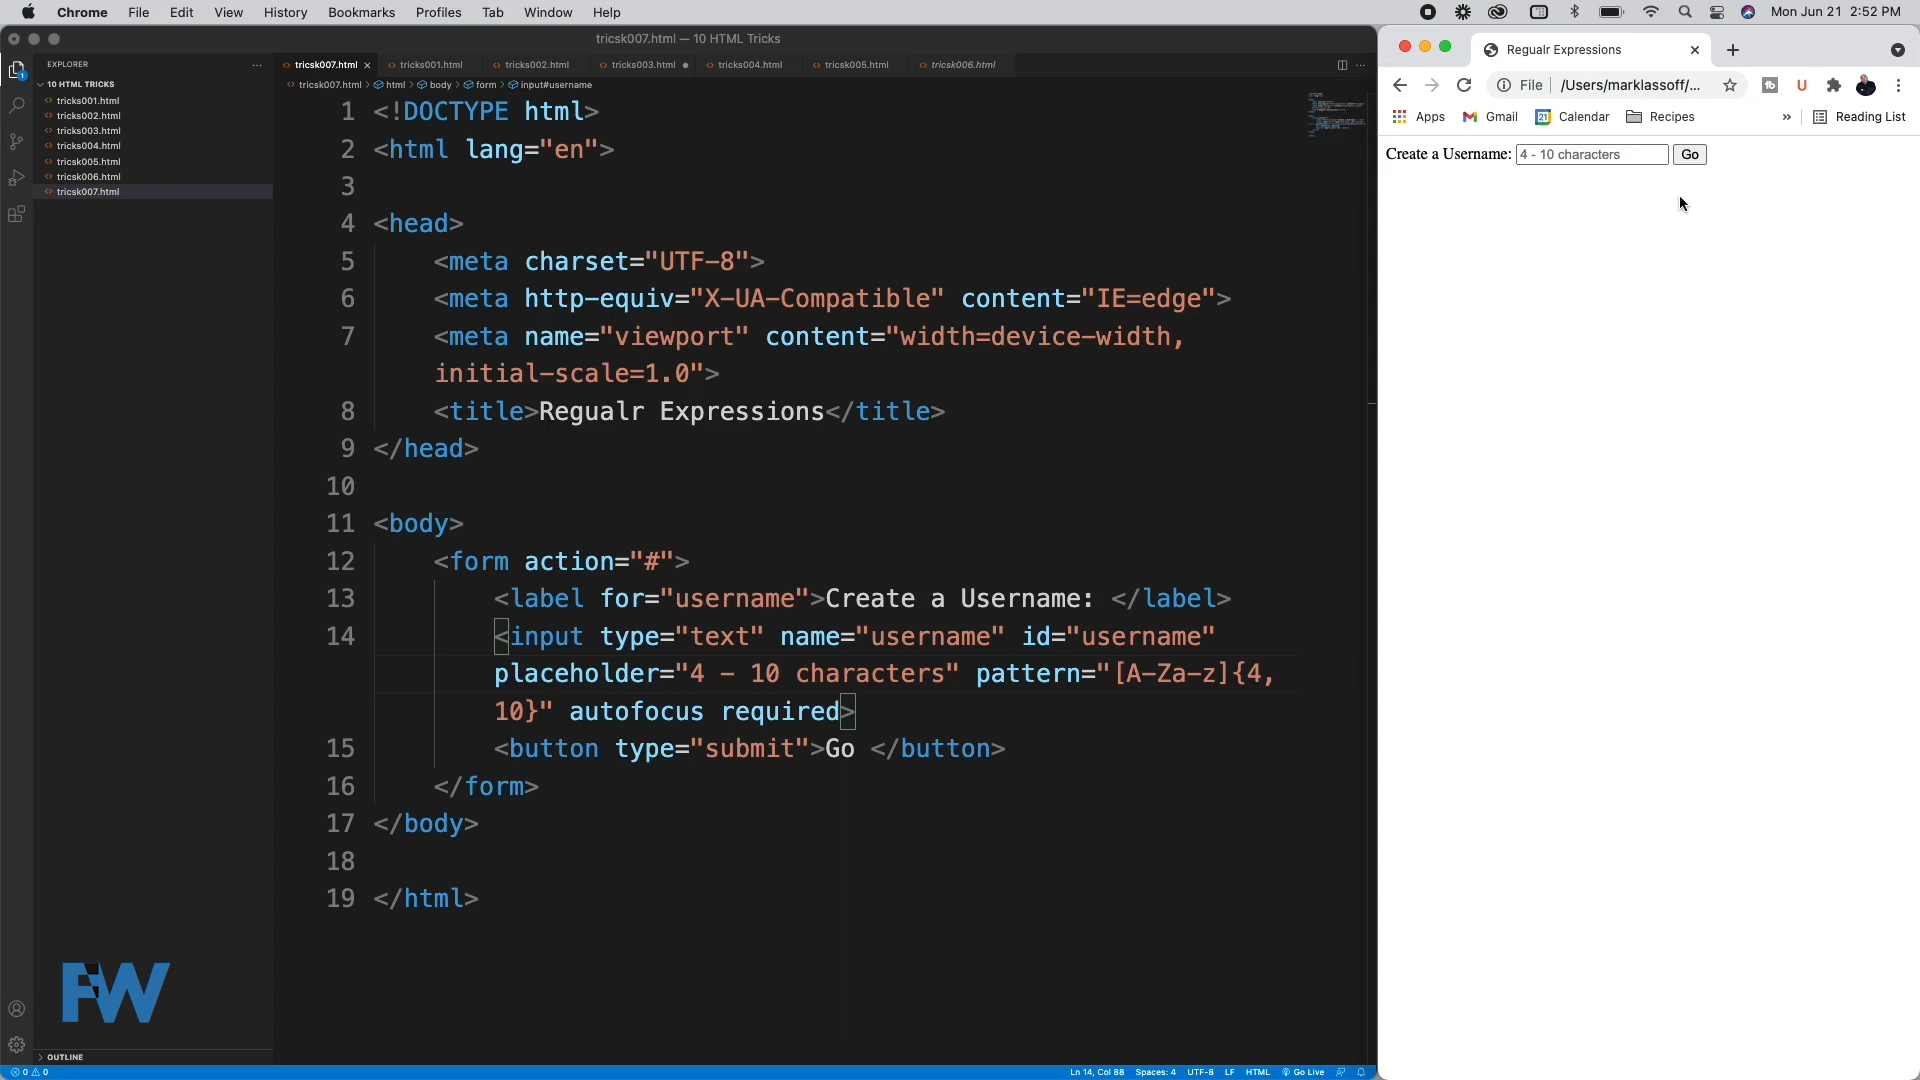 Chrome File Edit View History Bookmarks Profiles Tab Window Help Mon Jun 21 2:52 PM
tricsk007.html — 10 HTML Tricks
EXPLORER
10 HTML TRICKS
tricks001.html
tricks002.html
tricks003.html
tricks004.html
tricsk005.html
tricsk006.html
tricsk007.html
OUTLINE
FW
tricsk007.html tricks001.html tricks002.html tricks003.html tricks004.html tricsk005.html tricsk006.html
tricsk007.html > html > body > form > input#username
1 <!DOCTYPE html>
2 <html lang="en">
3
4 <head>
5 <meta charset="UTF-8">
6 <meta http-equiv="X-UA-Compatible" content="IE=edge">
7 <meta name="viewport" content="width=device-width,
initial-scale=1.0">
8 <title>Regualr Expressions</title>
9 </head>
10
11 <body>
12 <form action="#">
13 <label for="username">Create a Username: </label>
14 <input type="text" name="username" id="username"
placeholder="4 - 10 characters" pattern="[A-Za-z]{4,
10}" autofocus required>
15 <button type="submit">Go </button>
16 </form>
17 </body>
18
19 </html>
0 0 Ln 14, Col 88 Spaces: 4 UTF-8 LF HTML Go Live
Regualr Expressions
File /Users/marklassoff/...
Apps Gmail Calendar Recipes » Reading List
Create a Username: 4 - 10 characters Go